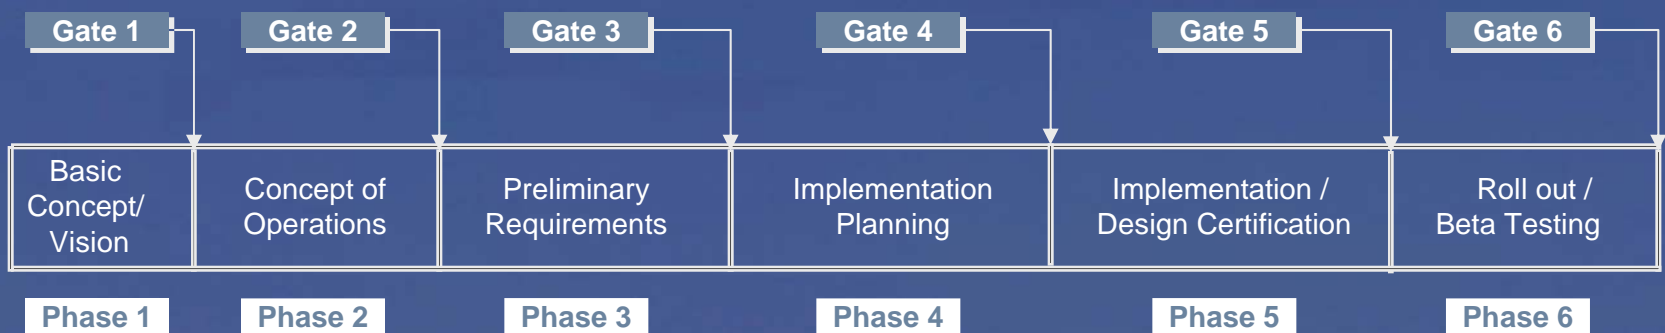 Gate 1
Gate 2
Gate 3
Gate 4
Gate 5
Gate 6
Basic
Concept/
Vision
Concept of
Operations
Preliminary
Requirements
Implementation
Planning
Implementation /
Design Certification
Roll out /
Beta Testing
Phase 1
Phase 2
Phase 3
Phase 4
Phase 5
Phase 6